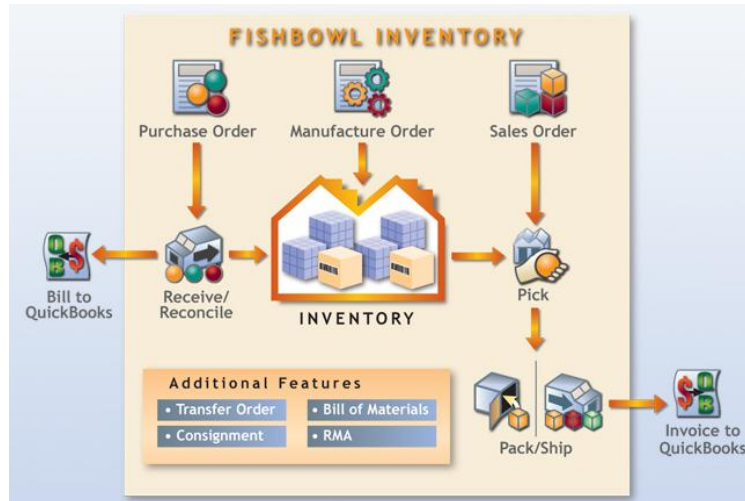 FISHBOWL INVENTORY
Purchase Order
Manufacture Order
Sales Order
Bill to
QuickBooks
Receive/
Reconcile
INVENTORY
Pick
Additional Features
• Transfer Order
• Bill of Materials
• Consignment
• RMA
Pack/Ship
Invoice to
QuickBooks